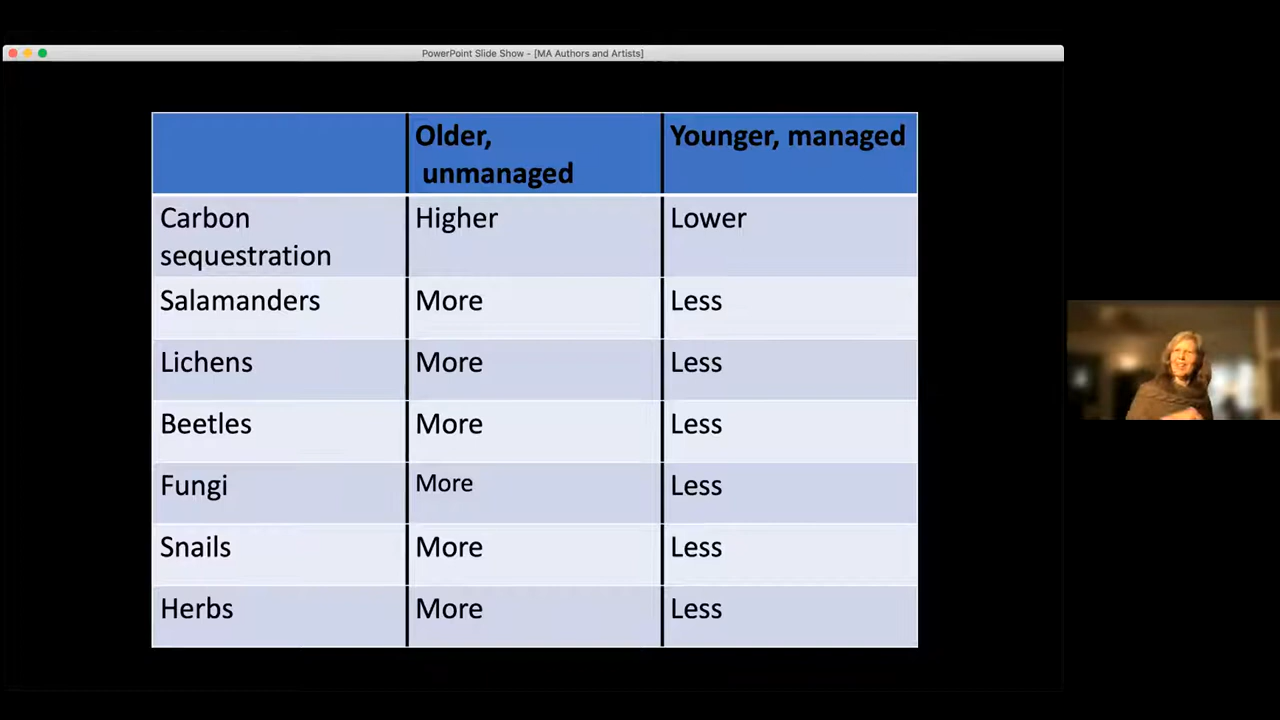 PowerPoint Slide Show - [MA Authors and Artists]
Older,
unmanaged
Younger, managed
Carbon
sequestration
Higher
Lower
Salamanders
More
Less
Lichens
More
Less
Beetles
More
Less
Fungi
More
Less
Snails
More
Less
Herbs
More
Less